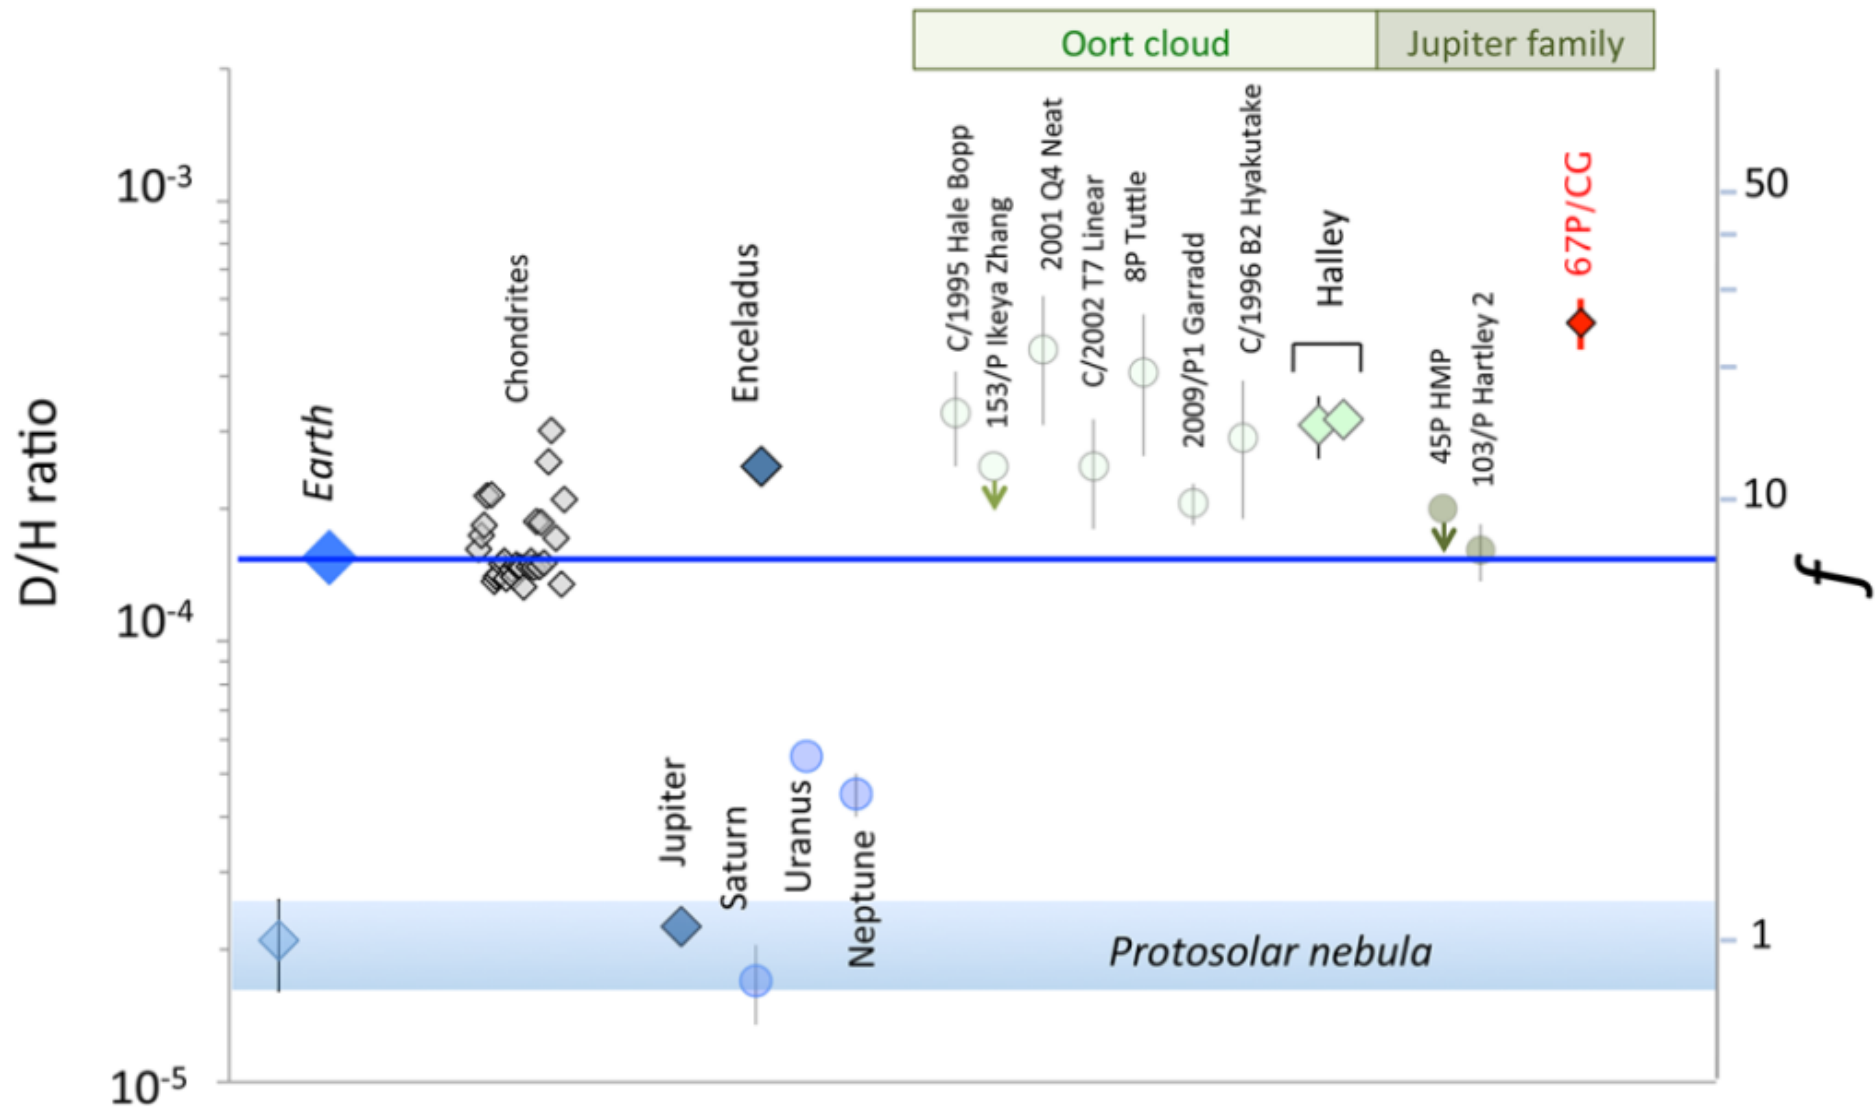 Oort cloud
Jupiter family
D/H ratio
10-3
10-4
10-5
Earth
Chondrites
Enceladus
Jupiter
Saturn
Uranus
Neptune
C/1995 Hale Bopp
153/P Ikeya Zhang
2001 Q4 Neat
C/2002 T7 Linear
8P Tuttle
2009/P1 Garradd
C/1996 B2 Hyakutake
Halley
45P HMP
103/P Hartley 2
67P/CG
Protosolar nebula
50
10
1
f